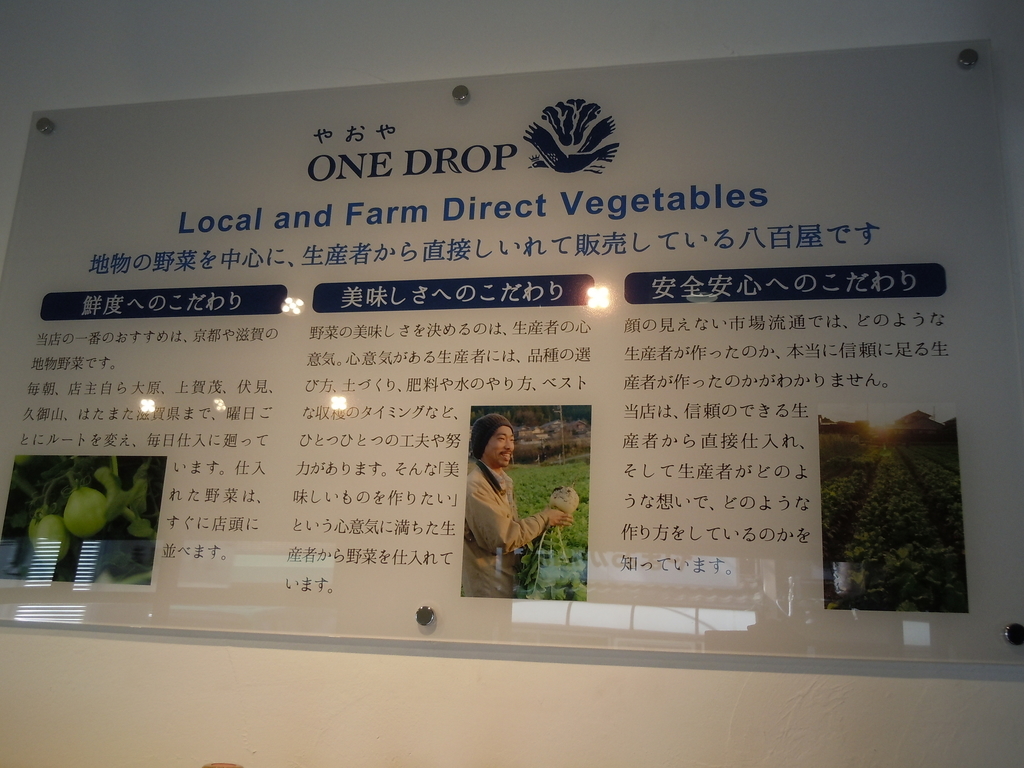 やおや
ONE DROP
Local and Farm Direct Vegetables
地物の野菜を中心に、生産者から直接しいれて販売している八百屋です
鮮度へのこだわり
当店の一番のおすすめは、京都や滋賀の
地物野菜です。
毎朝、店主自ら大原、上賀茂、伏見、
久御山、はたまた滋賀県まで、曜日ご
とにルートを変え、毎日仕入に廻って
います。仕入
れた野菜は、
すぐに店頭に
並べます。
美味しさへのこだわり
野菜の美味しさを決めるのは、生産者の心
意気。心意気がある生産者には、品種の選
び方、土づくり、肥料や水のやり方、ベスト
な収穫のタイミングなど、
ひとつひとつの工夫や努
力があります。そんな「美
味しいものを作りたい」
という心意気に満ちた生
産者から野菜を仕入れて
います。
安全安心へのこだわり
顔の見えない市場流通では、どのような
生産者が作ったのか、本当に信頼に足る生
産者が作ったのかがわかりません。
当店は、信頼のできる生
産者から直接仕入れ、
そして生産者がどのよ
うな想いで、どのような
作り方をしているのかを
知っています。